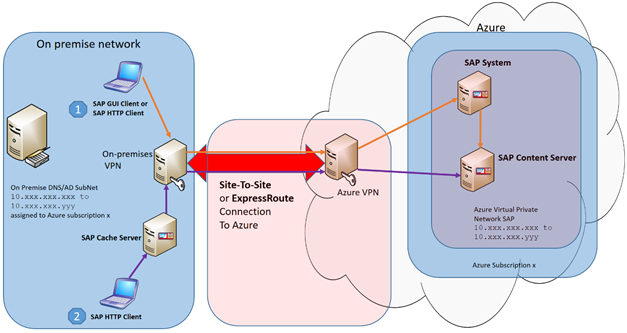 On premise network
1
SAP GUI Client or
SAP HTTP Client
On-premises
VPN
On Premise DNS/AD SubNet
10.xxx.xxx.xxx to
10.xxx.xxx.yyy
assigned to Azure subscription x
SAP Cache Server
2
SAP HTTP Client
Site-To-Site
or ExpressRoute
Connection
To Azure
Azure VPN
Azure
SAP System
SAP Content Server
Azure Virtual Private
Network SAP
10.xxx.xxx.xxx to
10.xxx.xxx.yyy
Azure Subscription x